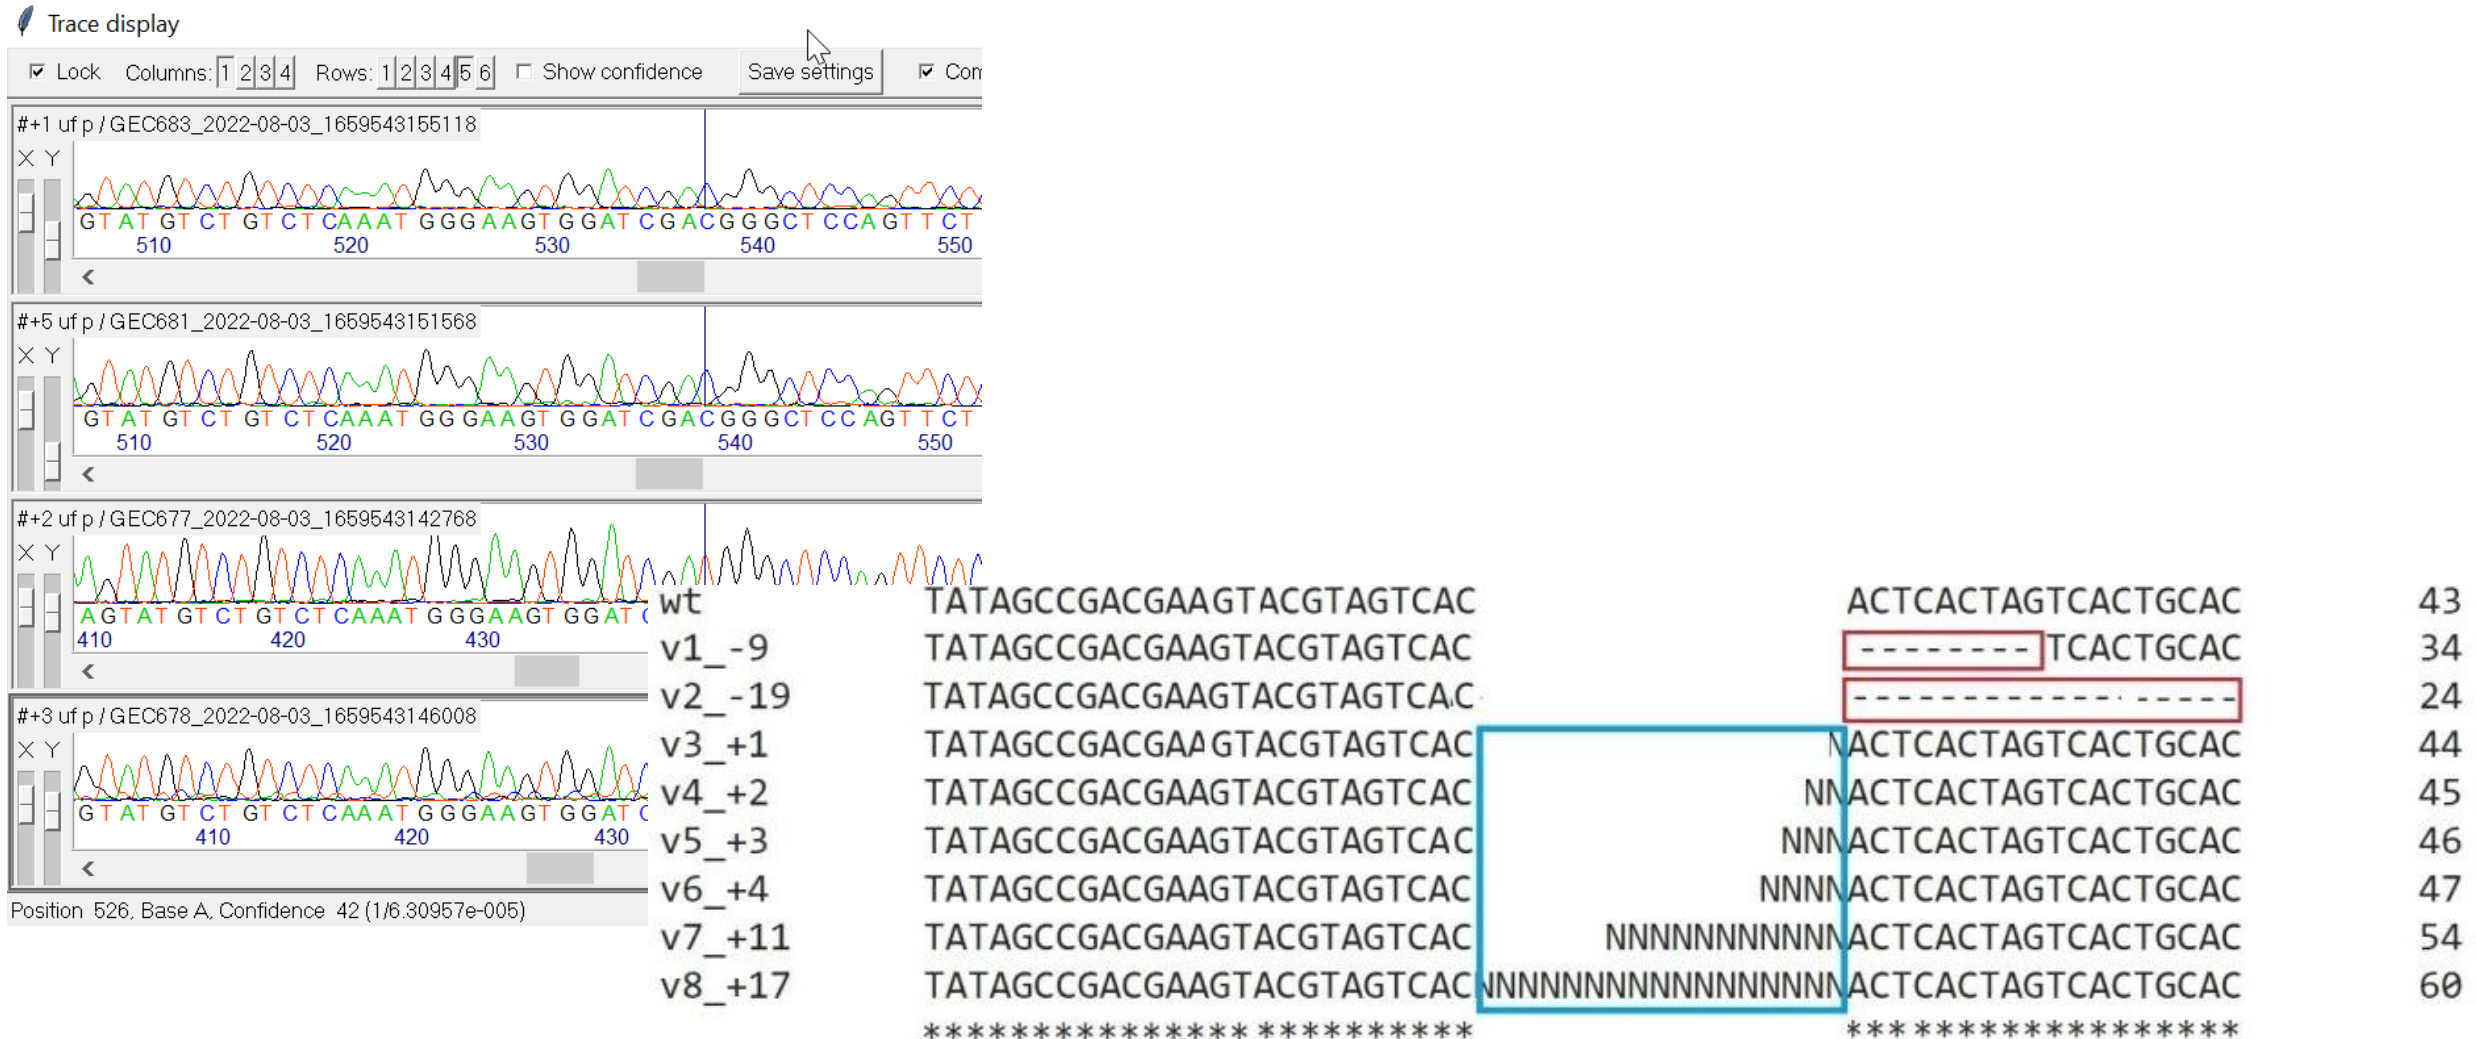 Trace display
Lock Columns: 1 2 3 4 Rows: 1 2 3 4 5 6 Show confidence Save settings Con
#+1 uf p / GEC683_2022-08-03_1659543155118
X Y
GTATGTCTGTCTCAAATGGGAAGTGGATCGACGGGCTCCAGTTCT
510 520 530 540 550
<
#+5 uf p / GEC681_2022-08-03_1659543151568
X Y
GTATGTCTGTCTCAAATGGGAAGTGGATCGACGGGCTCCAGTTCT
510 520 530 540 550
<
#+2 uf p / GEC677_2022-08-03_1659543142768
X Y
AGTATGTCTGTCTCAAATGGGAAGTGGATC
410 420 430
<
#+3 uf p / GEC678_2022-08-03_1659543146008
X Y
GTATGTCTGTCTCAAATGGGAAGTGGATC
410 420 430
<
Position 526, Base A, Confidence 42 (1/6.30957e-005)
wt TATAGCCGACGAAGTACGTAGTCAC ACTCACTAGTCACTGCAC 43
v1_-9 TATAGCCGACGAAGTACGTAGTCAC --------TCACTGCAC 34
v2_-19 TATAGCCGACGAAGTACGTAGTCAC ------------ ----- 24
v3_+1 TATAGCCGACGAAGTACGTAGTCAC NACTCACTAGTCACTGCAC 44
v4_+2 TATAGCCGACGAAGTACGTAGTCAC NNACTCACTAGTCACTGCAC 45
v5_+3 TATAGCCGACGAAGTACGTAGTCAC NNNACTCACTAGTCACTGCAC 46
v6_+4 TATAGCCGACGAAGTACGTAGTCAC NNNNACTCACTAGTCACTGCAC 47
v7_+11 TATAGCCGACGAAGTACGTAGTCAC NNNNNNNNNNNACTCACTAGTCACTGCAC 54
v8_+17 TATAGCCGACGAAGTACGTAGTCACNNNNNNNNNNNNNNNNNACTCACTAGTCACTGCAC 60
************************* ******************